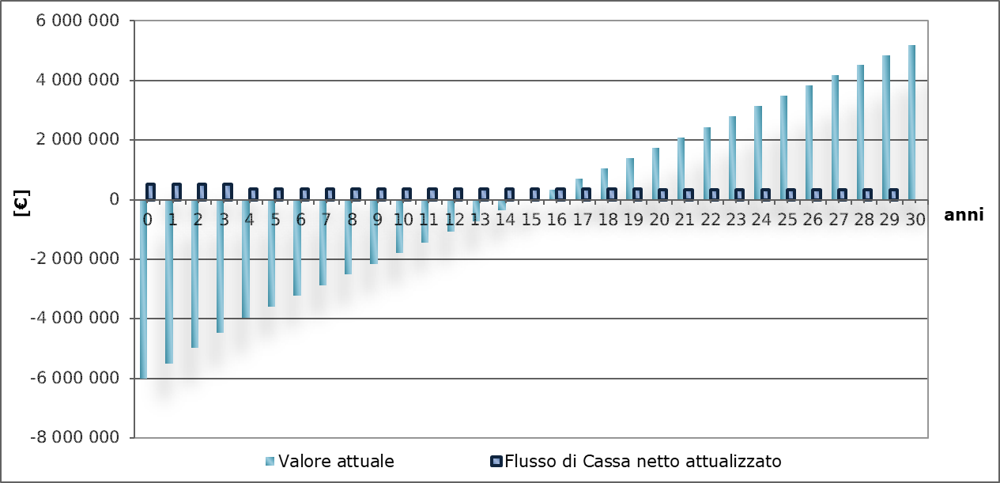 6 000 000
4 000 000
2 000 000
0
-2 000 000
-4 000 000
-6 000 000
-8 000 000
[€]
0 1 2 3 4 5 6 7 8 9 10 11 12 13 14 15 16 17 18 19 20 21 22 23 24 25 26 27 28 29 30
anni
Valore attuale Flusso di Cassa netto attualizzato